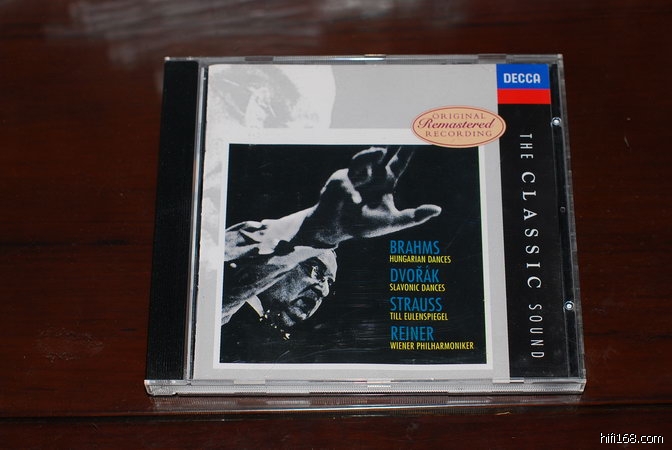 DECCA
ORIGINAL
Remastered
RECORDING
THE CLASSIC SOUND
BRAHMS
HUNGARIAN DANCES
DVOŘÁK
SLAVONIC DANCES
STRAUSS
TILL EULENSPIEGEL
REINER
WIENER PHILHARMONIKER
hifi168.com